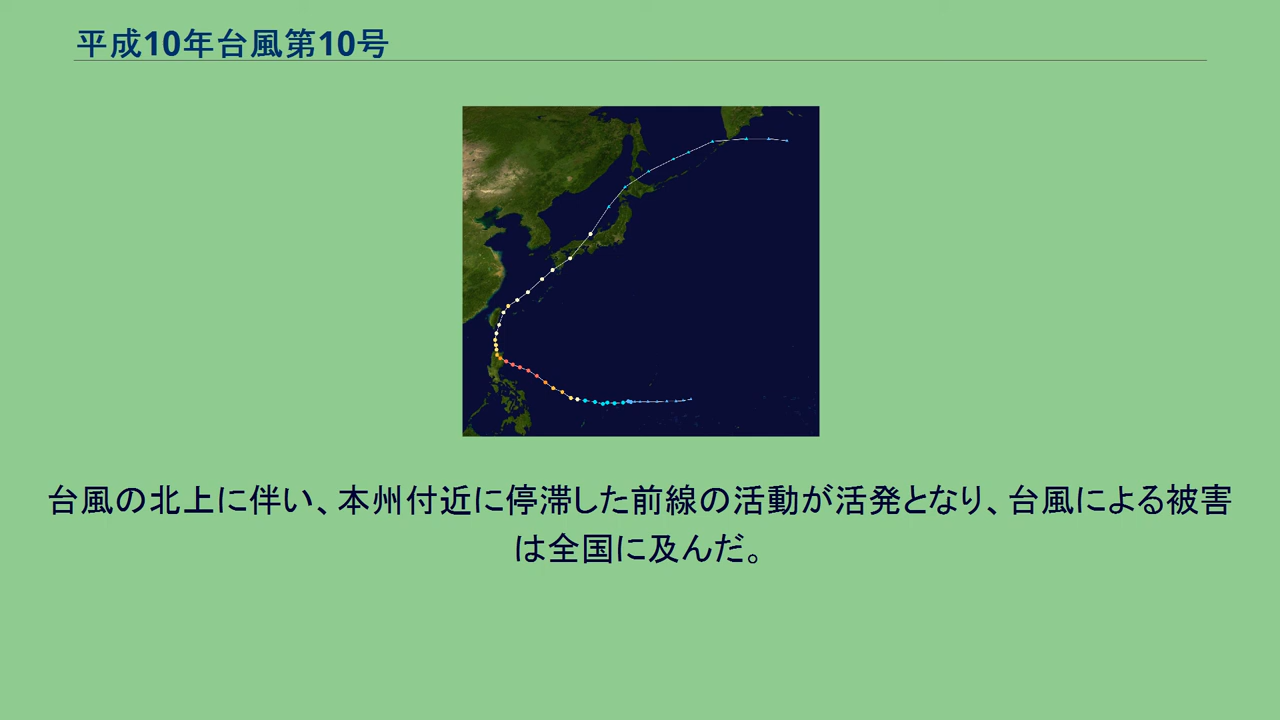 平成10年台風第10号
台風の北上に伴い、本州付近に停滞した前線の活動が活発となり、台風による被害
は全国に及んだ。